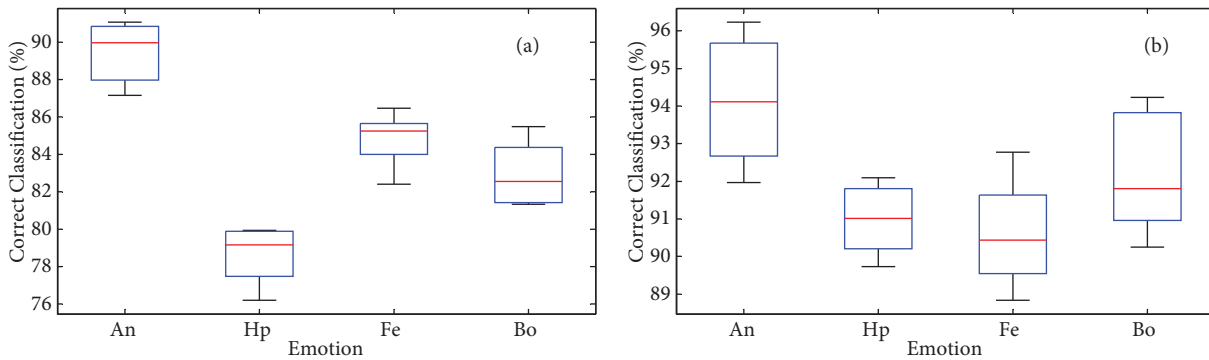 Correct Classification (%)
90
88
86
84
82
80
78
76
(a)
An Hp Fe Bo
Emotion
Correct Classification (%)
96
95
94
93
92
91
90
89
(b)
An Hp Fe Bo
Emotion